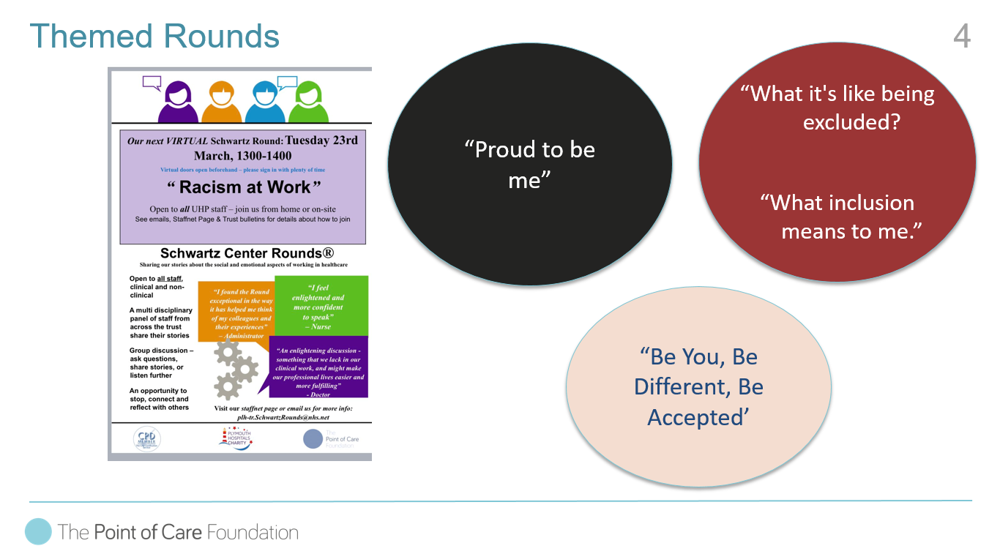 Themed Rounds
4
Our next VIRTUAL Schwartz Round: Tuesday 23rd
March, 1300-1400
Virtual doors open beforehand – please sign in with plenty of time
“ Racism at Work”
Open to all UHP staff – join us from home or on-site
See emails, Staffnet Page & Trust bulletins for details about how to join
Schwartz Center Rounds®
Sharing our stories about the social and emotional aspects of working in healthcare
Open to all staff,
clinical and non-
clinical
A multi disciplinary
panel of staff from
across the trust
share their stories
Group discussion –
ask questions,
share stories, or
listen further
An opportunity to
stop, connect and
reflect with others
“I found the Round
exceptional in the way
it has helped me think
of my colleagues and
their experiences”
– Administrator
“I feel
enlightened and
more confident
to speak”
– Nurse
“An enlightening discussion -
something that we lack in our
clinical work, and might make
our professional lives easier and
more fulfilling”
- Doctor
Visit our staffnet page or email us for more info:
plh-tr.SchwartzRounds@nhs.net
CPD
MEMBER
PLYMOUTH
HOSPITALS
CHARITY
The
Point of Care
Foundation
“Proud to be
me”
“What it's like being
excluded?
“What inclusion
means to me.”
“Be You, Be
Different, Be
Accepted’
The Point of Care Foundation